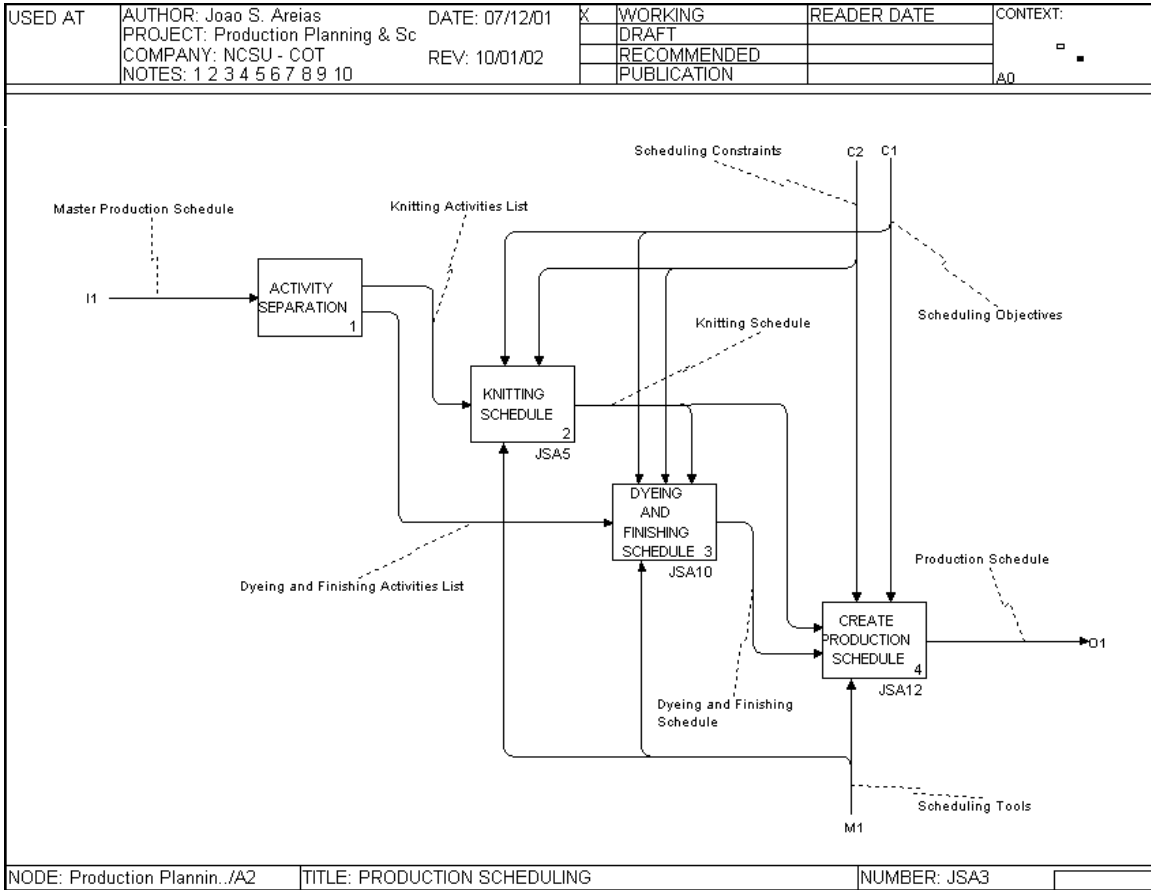 USED AT
AUTHOR: Joao S. Areias
DATE: 07/12/01
X
WORKING
READER DATE
CONTEXT:
PROJECT: Production Planning & Sc
DRAFT
COMPANY: NCSU - COT
REV: 10/01/02
RECOMMENDED
NOTES: 1 2 3 4 5 6 7 8 9 10
PUBLICATION
A0
Scheduling Constraints
C2
C1
Master Production Schedule
Knitting Activities List
I1
ACTIVITY
SEPARATION
1
Scheduling Objectives
Knitting Schedule
KNITTING
SCHEDULE
2
JSA5
DYEING
AND
FINISHING
SCHEDULE 3
JSA10
Dyeing and Finishing Activities List
Production Schedule
CREATE
PRODUCTION
SCHEDULE
4
JSA12
O1
Dyeing and Finishing
Schedule
Scheduling Tools
M1
NODE: Production Plannin../A2
TITLE: PRODUCTION SCHEDULING
NUMBER: JSA3